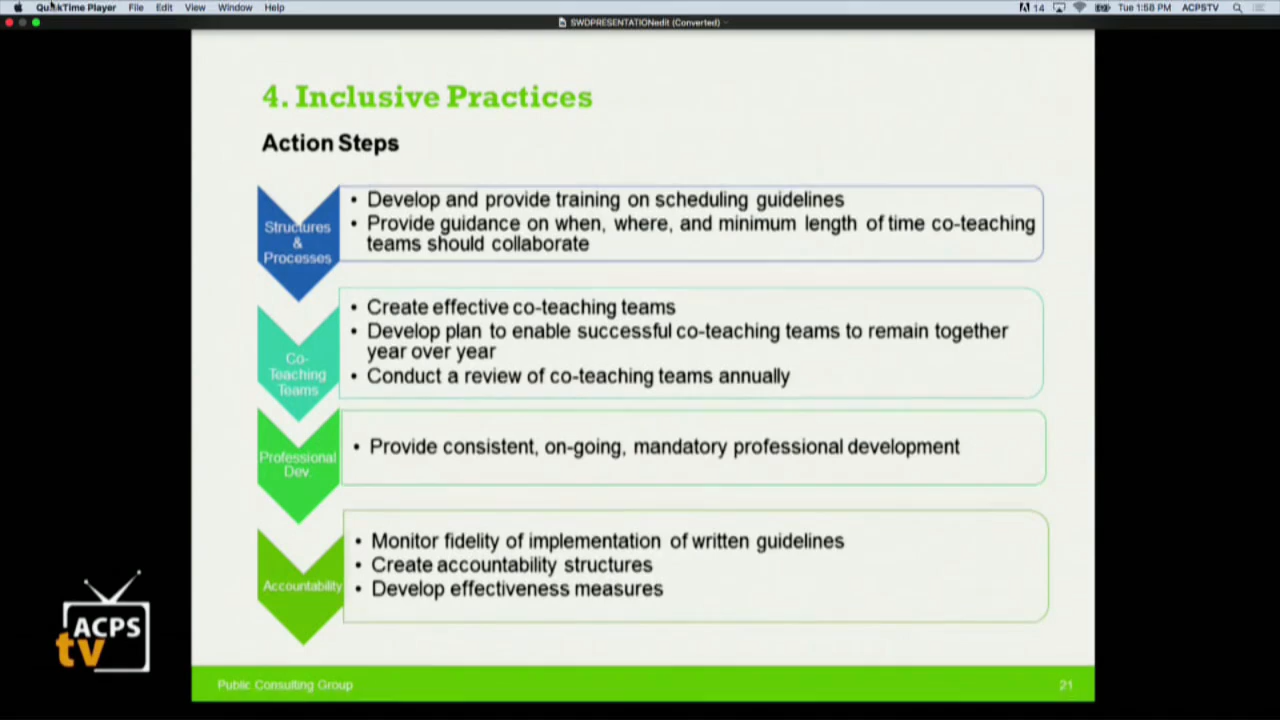 QuickTime Player File Edit View Window Help
14 Tue 1:58 PM ACPSTV
SWDPRESENTATIONedit (Converted)
4. Inclusive Practices
Action Steps
Structures
&
Processes
• Develop and provide training on scheduling guidelines
• Provide guidance on when, where, and minimum length of time co-teaching
teams should collaborate
Co-
Teaching
Teams
• Create effective co-teaching teams
• Develop plan to enable successful co-teaching teams to remain together
year over year
• Conduct a review of co-teaching teams annually
Professional
Dev.
• Provide consistent, on-going, mandatory professional development
Accountability
• Monitor fidelity of implementation of written guidelines
• Create accountability structures
• Develop effectiveness measures
ACPS
tv
Public Consulting Group 21